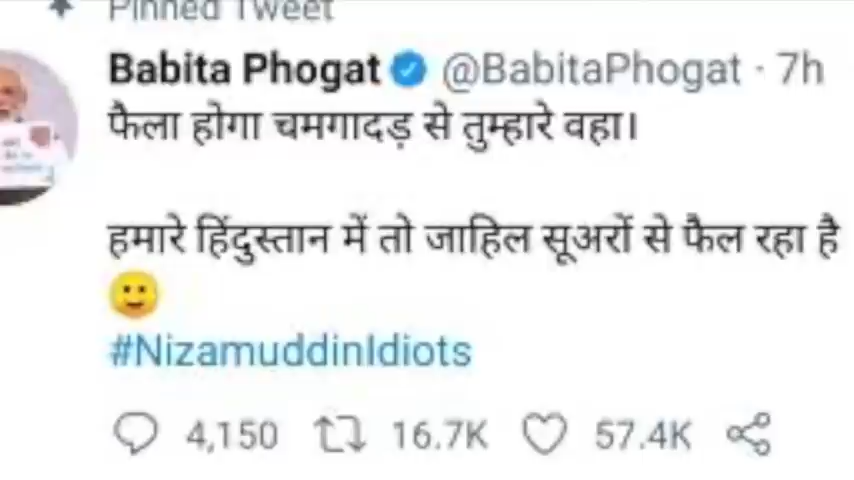 Pinned Tweet
Babita Phogat @BabitaPhogat · 7h
फैला होगा चमगादड़ से तुम्हारे वहा।
हमारे हिंदुस्तान में तो जाहिल सूअरों से फैल रहा है
🙂
#NizamuddinIdiots
4,150 16.7K 57.4K